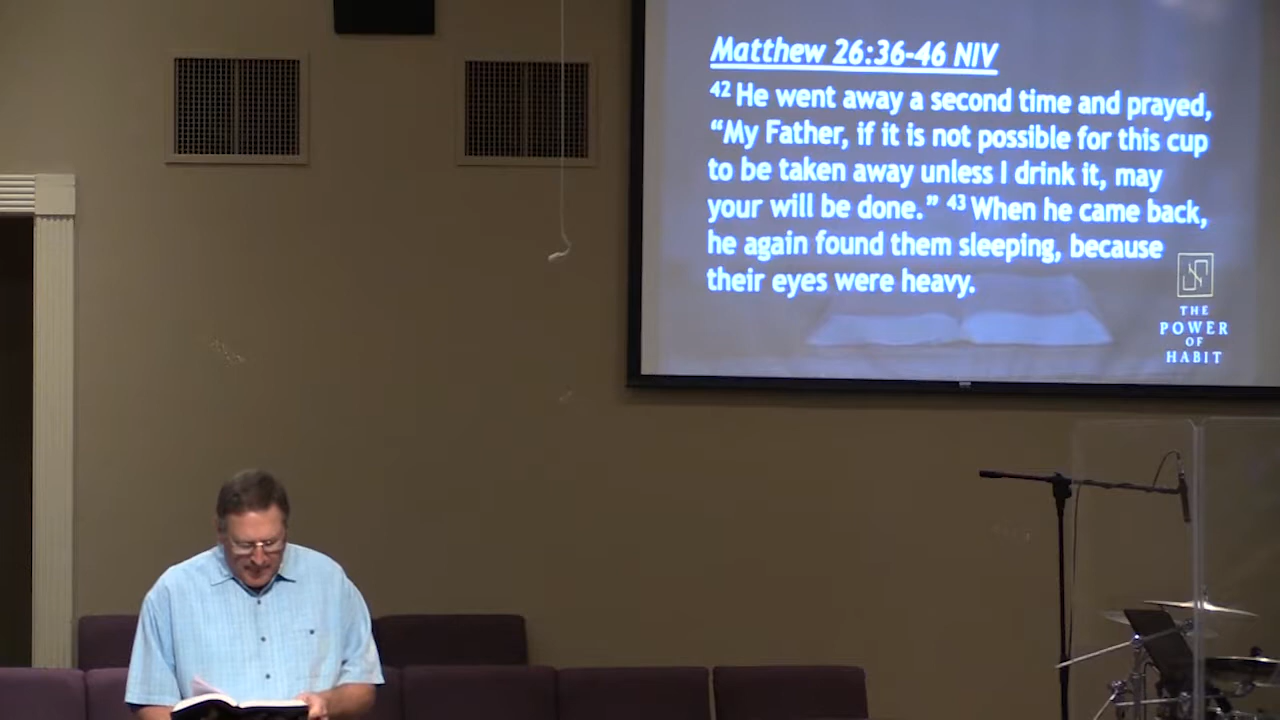 Matthew 26:36-46 NIV
42 He went away a second time and prayed,
“My Father, if it is not possible for this cup
to be taken away unless I drink it, may
your will be done.” 43 When he came back,
he again found them sleeping, because
their eyes were heavy.
THE
POWER
OF
HABIT